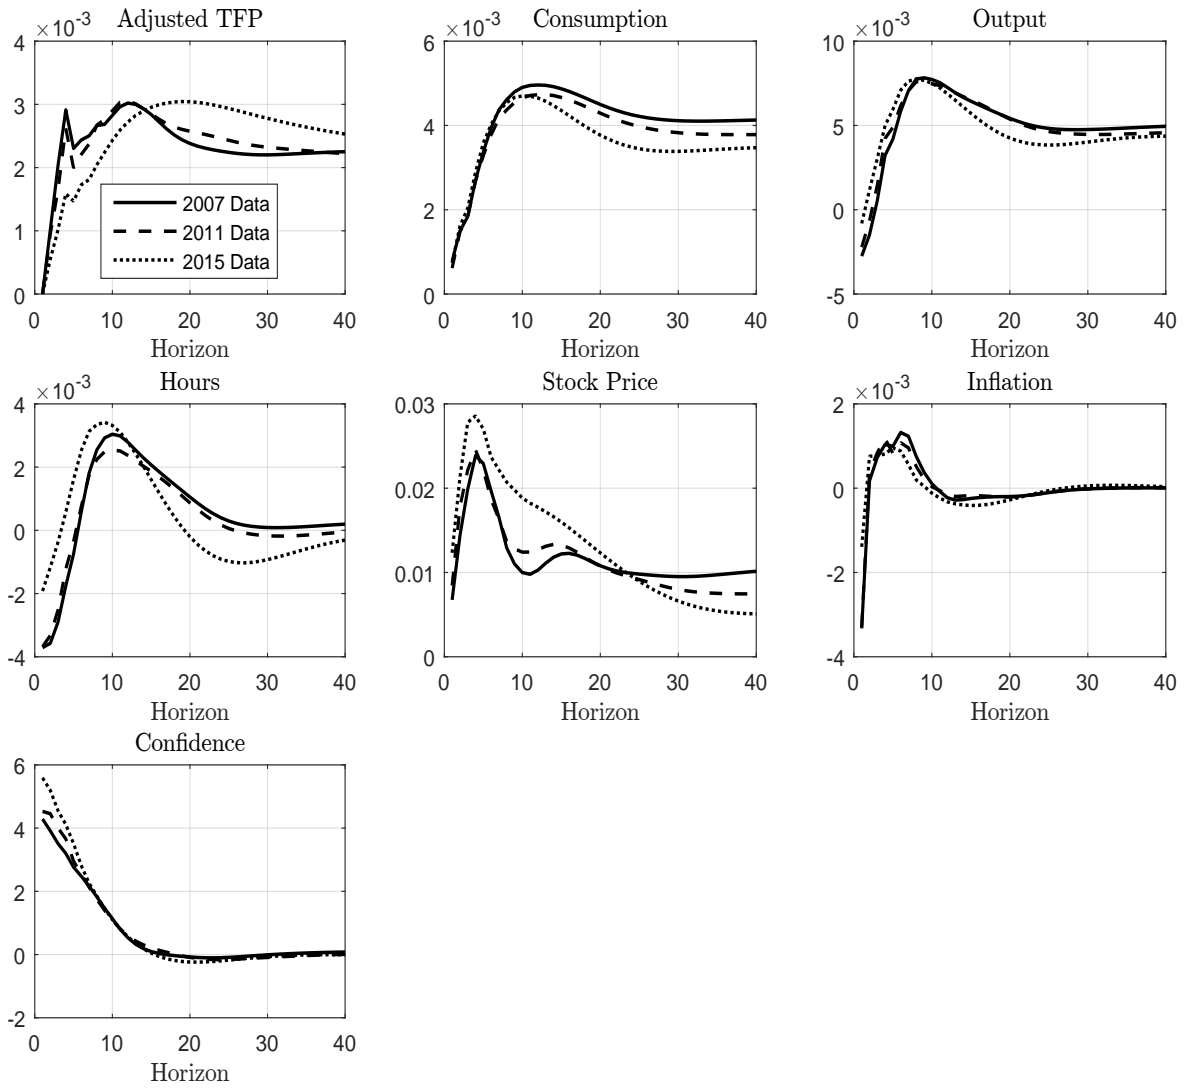 Adjusted TFP
×10-3
4
3
2
1
0
2007 Data
2011 Data
2015 Data
0 10 20 30 40
Horizon
Consumption
×10-3
6
4
2
0
0 10 20 30 40
Horizon
Output
×10-3
10
5
0
-5
0 10 20 30 40
Horizon
Hours
×10-3
4
2
0
-2
-4
0 10 20 30 40
Horizon
Stock Price
0.03
0.02
0.01
0
0 10 20 30 40
Horizon
Inflation
×10-3
2
0
-2
-4
0 10 20 30 40
Horizon
Confidence
6
4
2
0
-2
0 10 20 30 40
Horizon